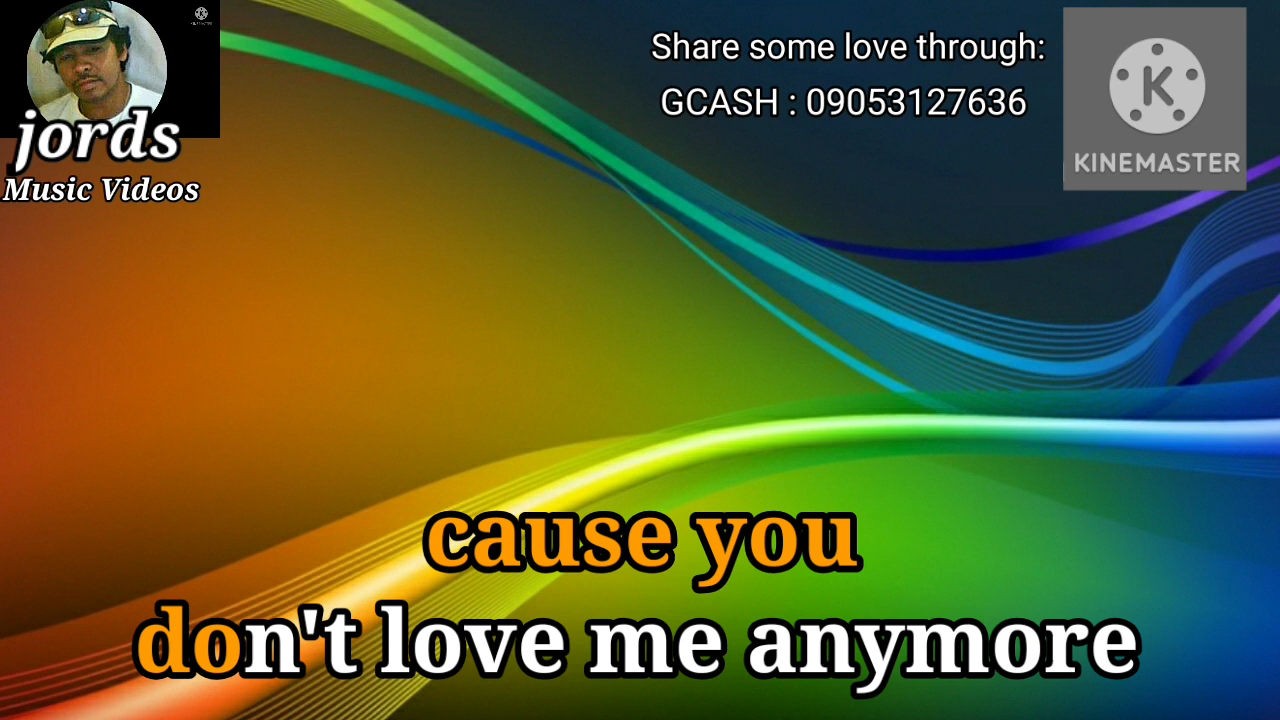 jords
Music Videos
Share some love through:
GCASH : 09053127636
KINEMASTER
cause you
don't love me anymore